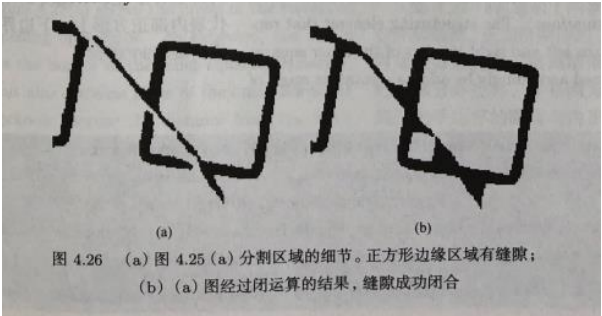 (a)
(b)
图 4.26 (a) 图 4.25 (a) 分割区域的细节。正方形边缘区域有缝隙；
(b) (a) 图经过闭运算的结果，缝隙成功闭合